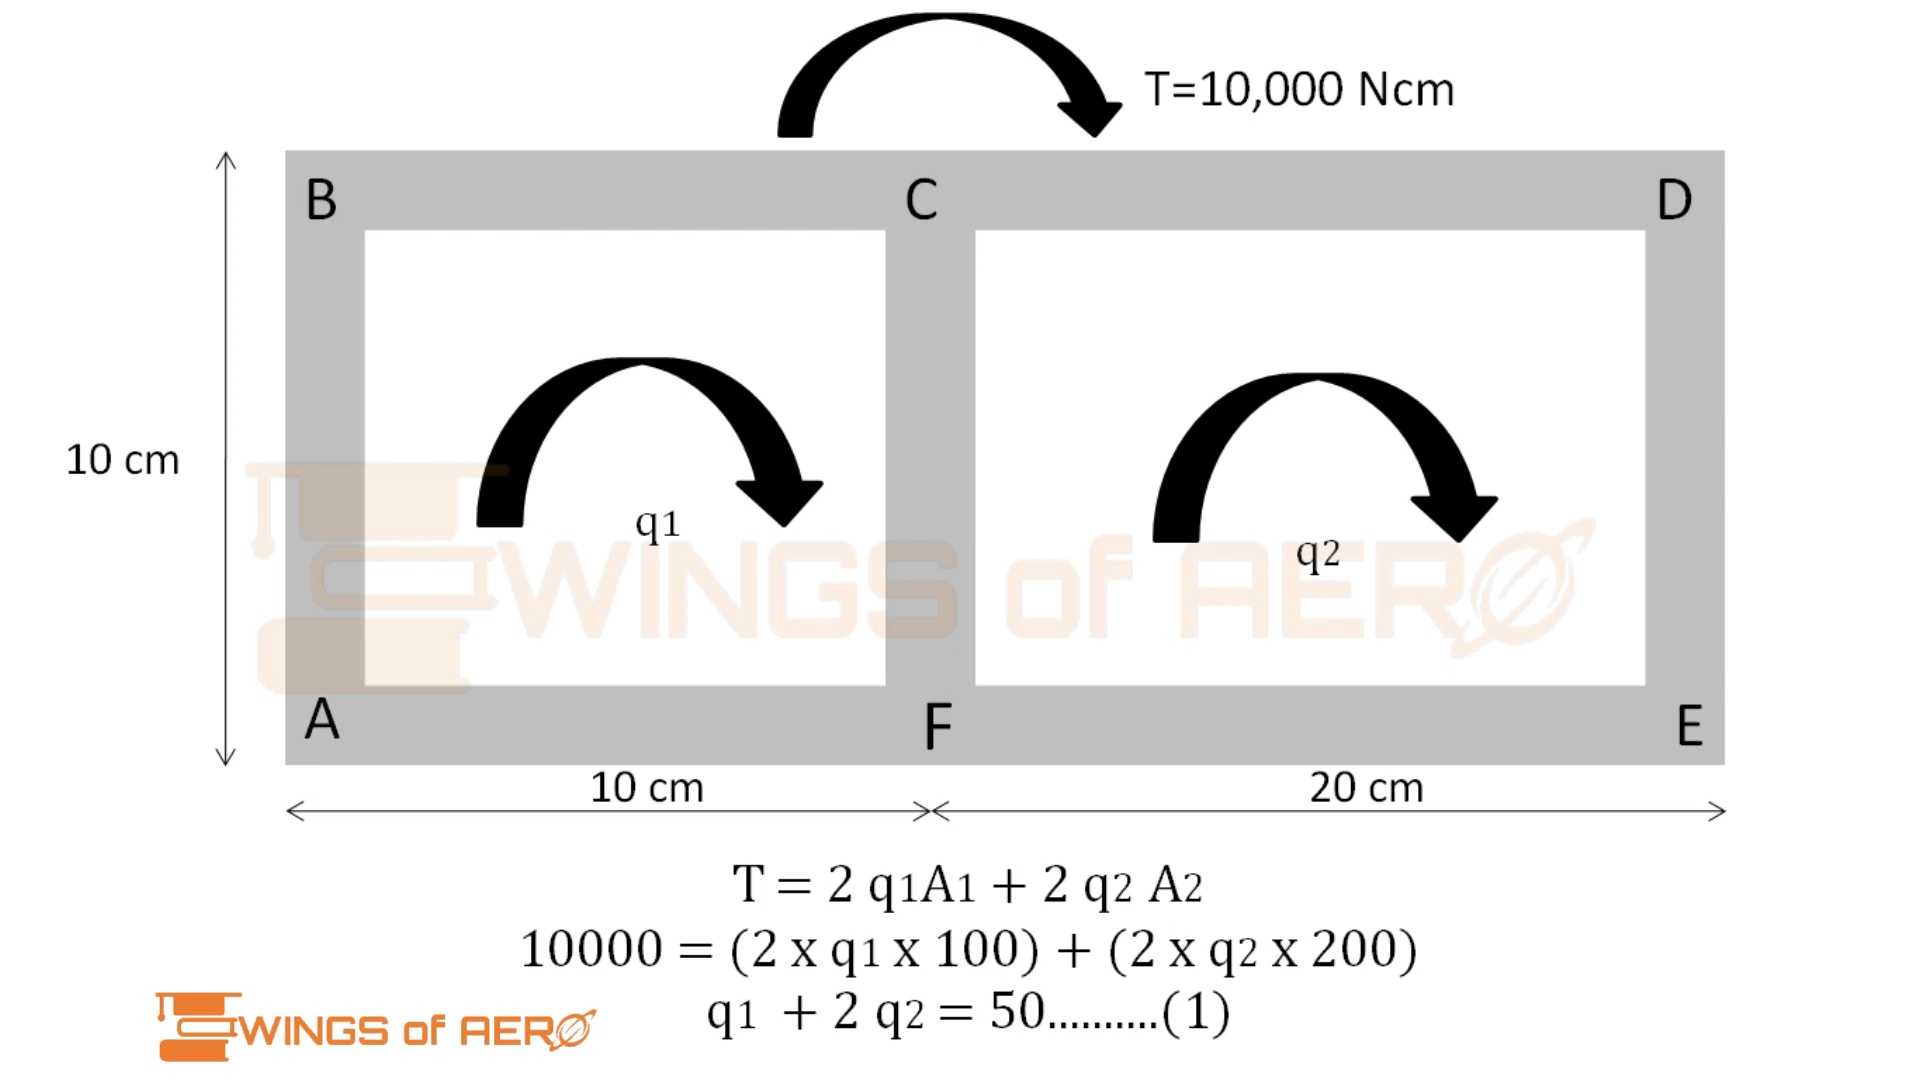 T=10,000 Ncm
B C D
10 cm
q1
q2
WINGS of AERO
A F E
10 cm 20 cm
T = 2 q1A1 + 2 q2 A2
10000 = (2 x q1 x 100) + (2 x q2 x 200)
q1 + 2 q2 = 50..........(1)
WINGS of AERO